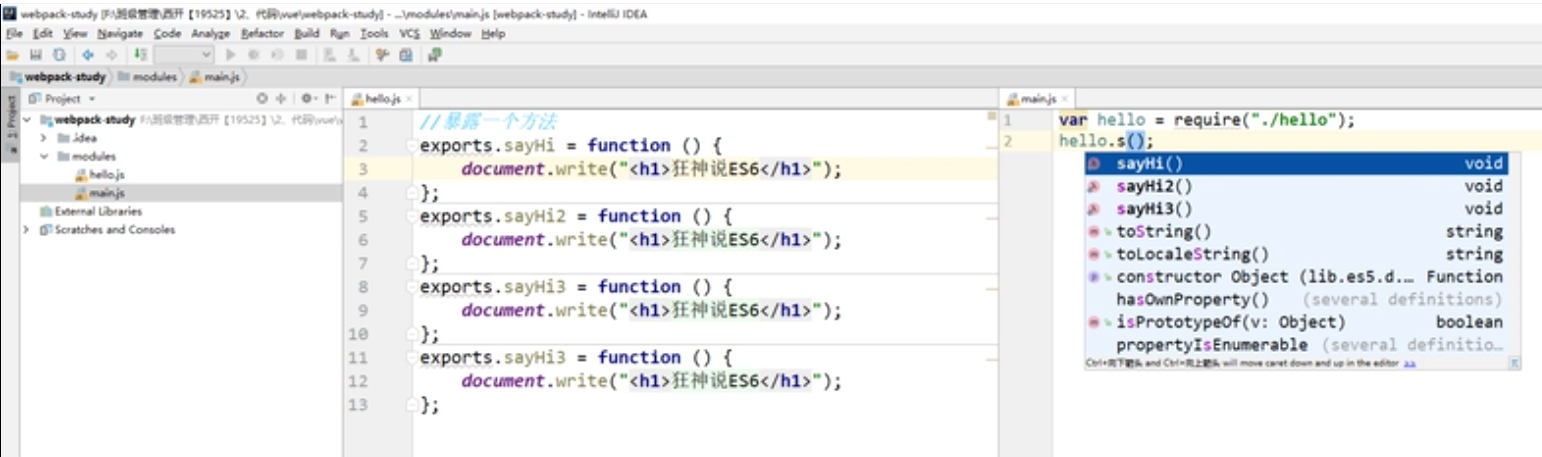 webpack-study [F:\班级管理\西开【19525】\2、代码\vue\webpack-study] - ...\modules\main.js [webpack-study] - IntelliJ IDEA
File Edit View Navigate Code Analyze Refactor Build Run Tools VCS Window Help
webpack-study modules main.js
1: Project
Project
webpack-study F:\班级管理\西开【19525】\2、代码\vue\w
.idea
modules
hello.js
main.js
External Libraries
Scratches and Consoles
hello.js
1 //暴露一个方法
2 exports.sayHi = function () {
3 document.write("<h1>狂神说ES6</h1>");
4 };
5 exports.sayHi2 = function () {
6 document.write("<h1>狂神说ES6</h1>");
7 };
8 exports.sayHi3 = function () {
9 document.write("<h1>狂神说ES6</h1>");
10 };
11 exports.sayHi3 = function () {
12 document.write("<h1>狂神说ES6</h1>");
13 };
main.js
1 var hello = require("./hello");
2 hello.s();
sayHi() void
sayHi2() void
sayHi3() void
toString() string
toLocaleString() string
constructor Object (lib.es5.d.... Function
hasOwnProperty() (several definitions)
isPrototypeOf(v: Object) boolean
propertyIsEnumerable (several definitio...
Ctrl+向下箭头 and Ctrl+向上箭头 will move caret down and up in the editor >>